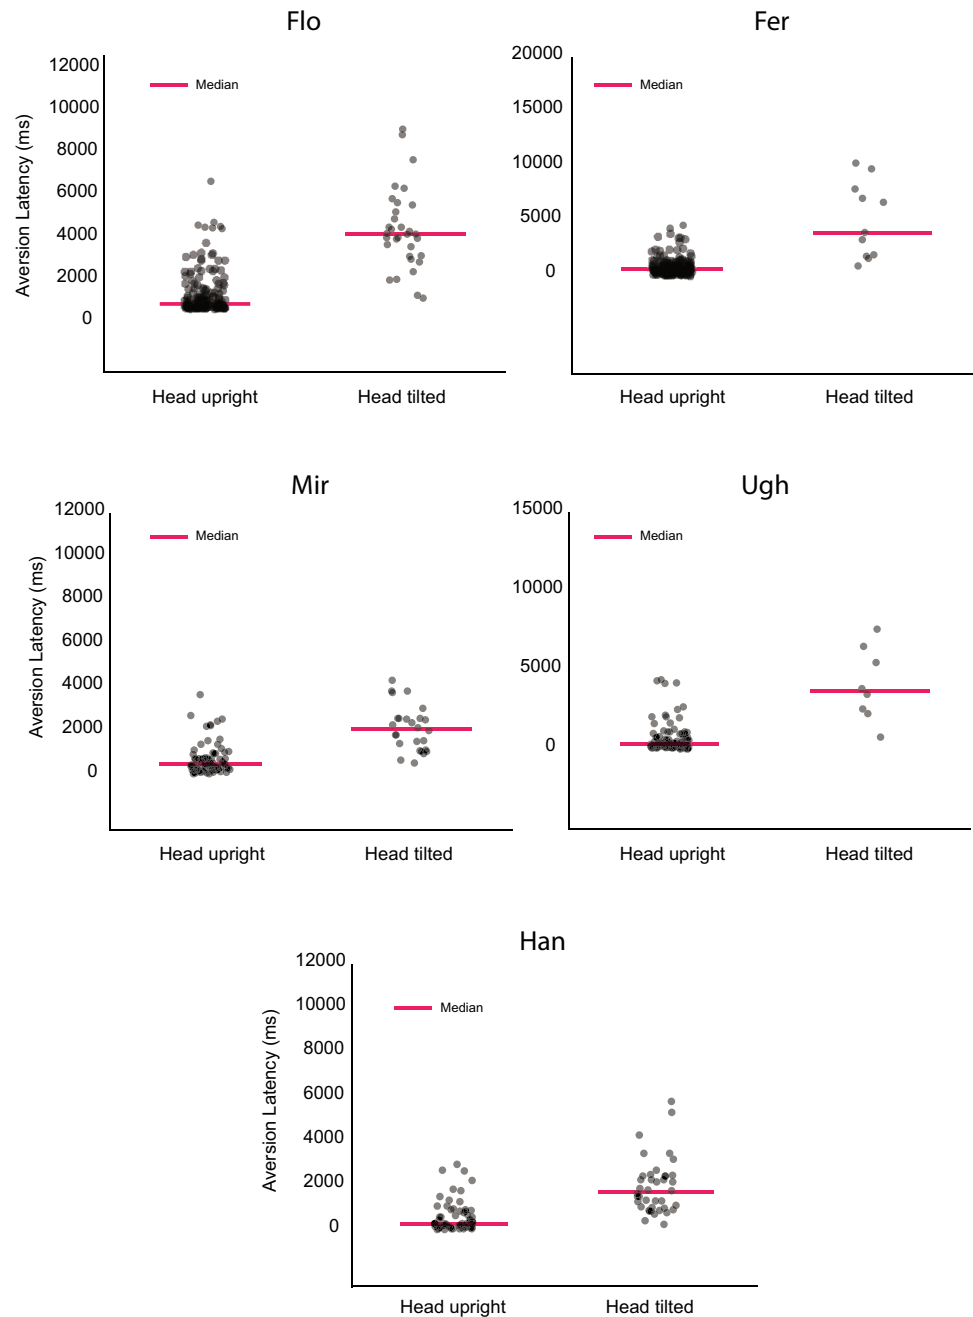 Flo
Fer
12000
10000
8000
6000
4000
2000
0
Aversion Latency (ms)
Median
Head upright
Head tilted
20000
15000
10000
5000
0
Median
Head upright
Head tilted
Mir
Ugh
12000
10000
8000
6000
4000
2000
0
Aversion Latency (ms)
Median
Head upright
Head tilted
15000
10000
5000
0
Median
Head upright
Head tilted
Han
12000
10000
8000
6000
4000
2000
0
Aversion Latency (ms)
Median
Head upright
Head tilted